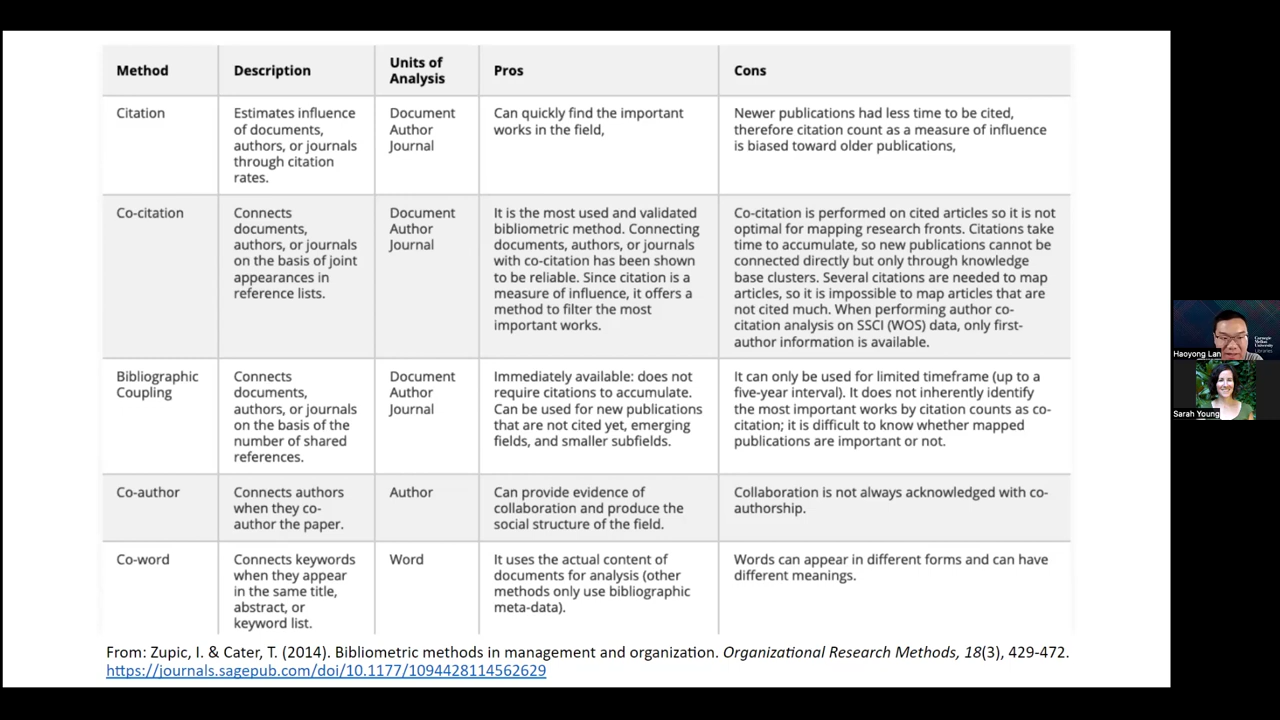 Method Description Units of Analysis Pros Cons
Citation
Estimates influence
of documents,
authors, or journals
through citation
rates.
Document
Author
Journal
Can quickly find the important
works in the field,
Newer publications had less time to be cited,
therefore citation count as a measure of influence
is biased toward older publications,
Co-citation
Connects
documents,
authors, or journals
on the basis of joint
appearances in
reference lists.
Document
Author
Journal
It is the most used and validated
bibliometric method. Connecting
documents, authors, or journals
with co-citation has been shown
to be reliable. Since citation is a
measure of influence, it offers a
method to filter the most
important works.
Co-citation is performed on cited articles so it is not
optimal for mapping research fronts. Citations take
time to accumulate, so new publications cannot be
connected directly but only through knowledge
base clusters. Several citations are needed to map
articles, so it is impossible to map articles that are
not cited much. When performing author co-
citation analysis on SSCI (WOS) data, only first-
author information is available.
Bibliographic
Coupling
Connects
documents,
authors, or journals
on the basis of the
number of shared
references.
Document
Author
Journal
Immediately available: does not
require citations to accumulate.
Can be used for new publications
that are not cited yet, emerging
fields, and smaller subfields.
It can only be used for limited timeframe (up to a
five-year interval). It does not inherently identify
the most important works by citation counts as co-
citation; it is difficult to know whether mapped
publications are important or not.
Co-author
Connects authors
when they co-
author the paper.
Author
Can provide evidence of
collaboration and produce the
social structure of the field.
Collaboration is not always acknowledged with co-
authorship.
Co-word
Connects keywords
when they appear
in the same title,
abstract, or
keyword list.
Word
It uses the actual content of
documents for analysis (other
methods only use bibliographic
meta-data).
Words can appear in different forms and can have
different meanings.
From: Zupic, I. & Cater, T. (2014). Bibliometric methods in management and organization. Organizational Research Methods, 18(3), 429-472.
https://journals.sagepub.com/doi/10.1177/1094428114562629
Carnegie
Mellon
University
Libraries
Haoyong Lan
Sarah Young